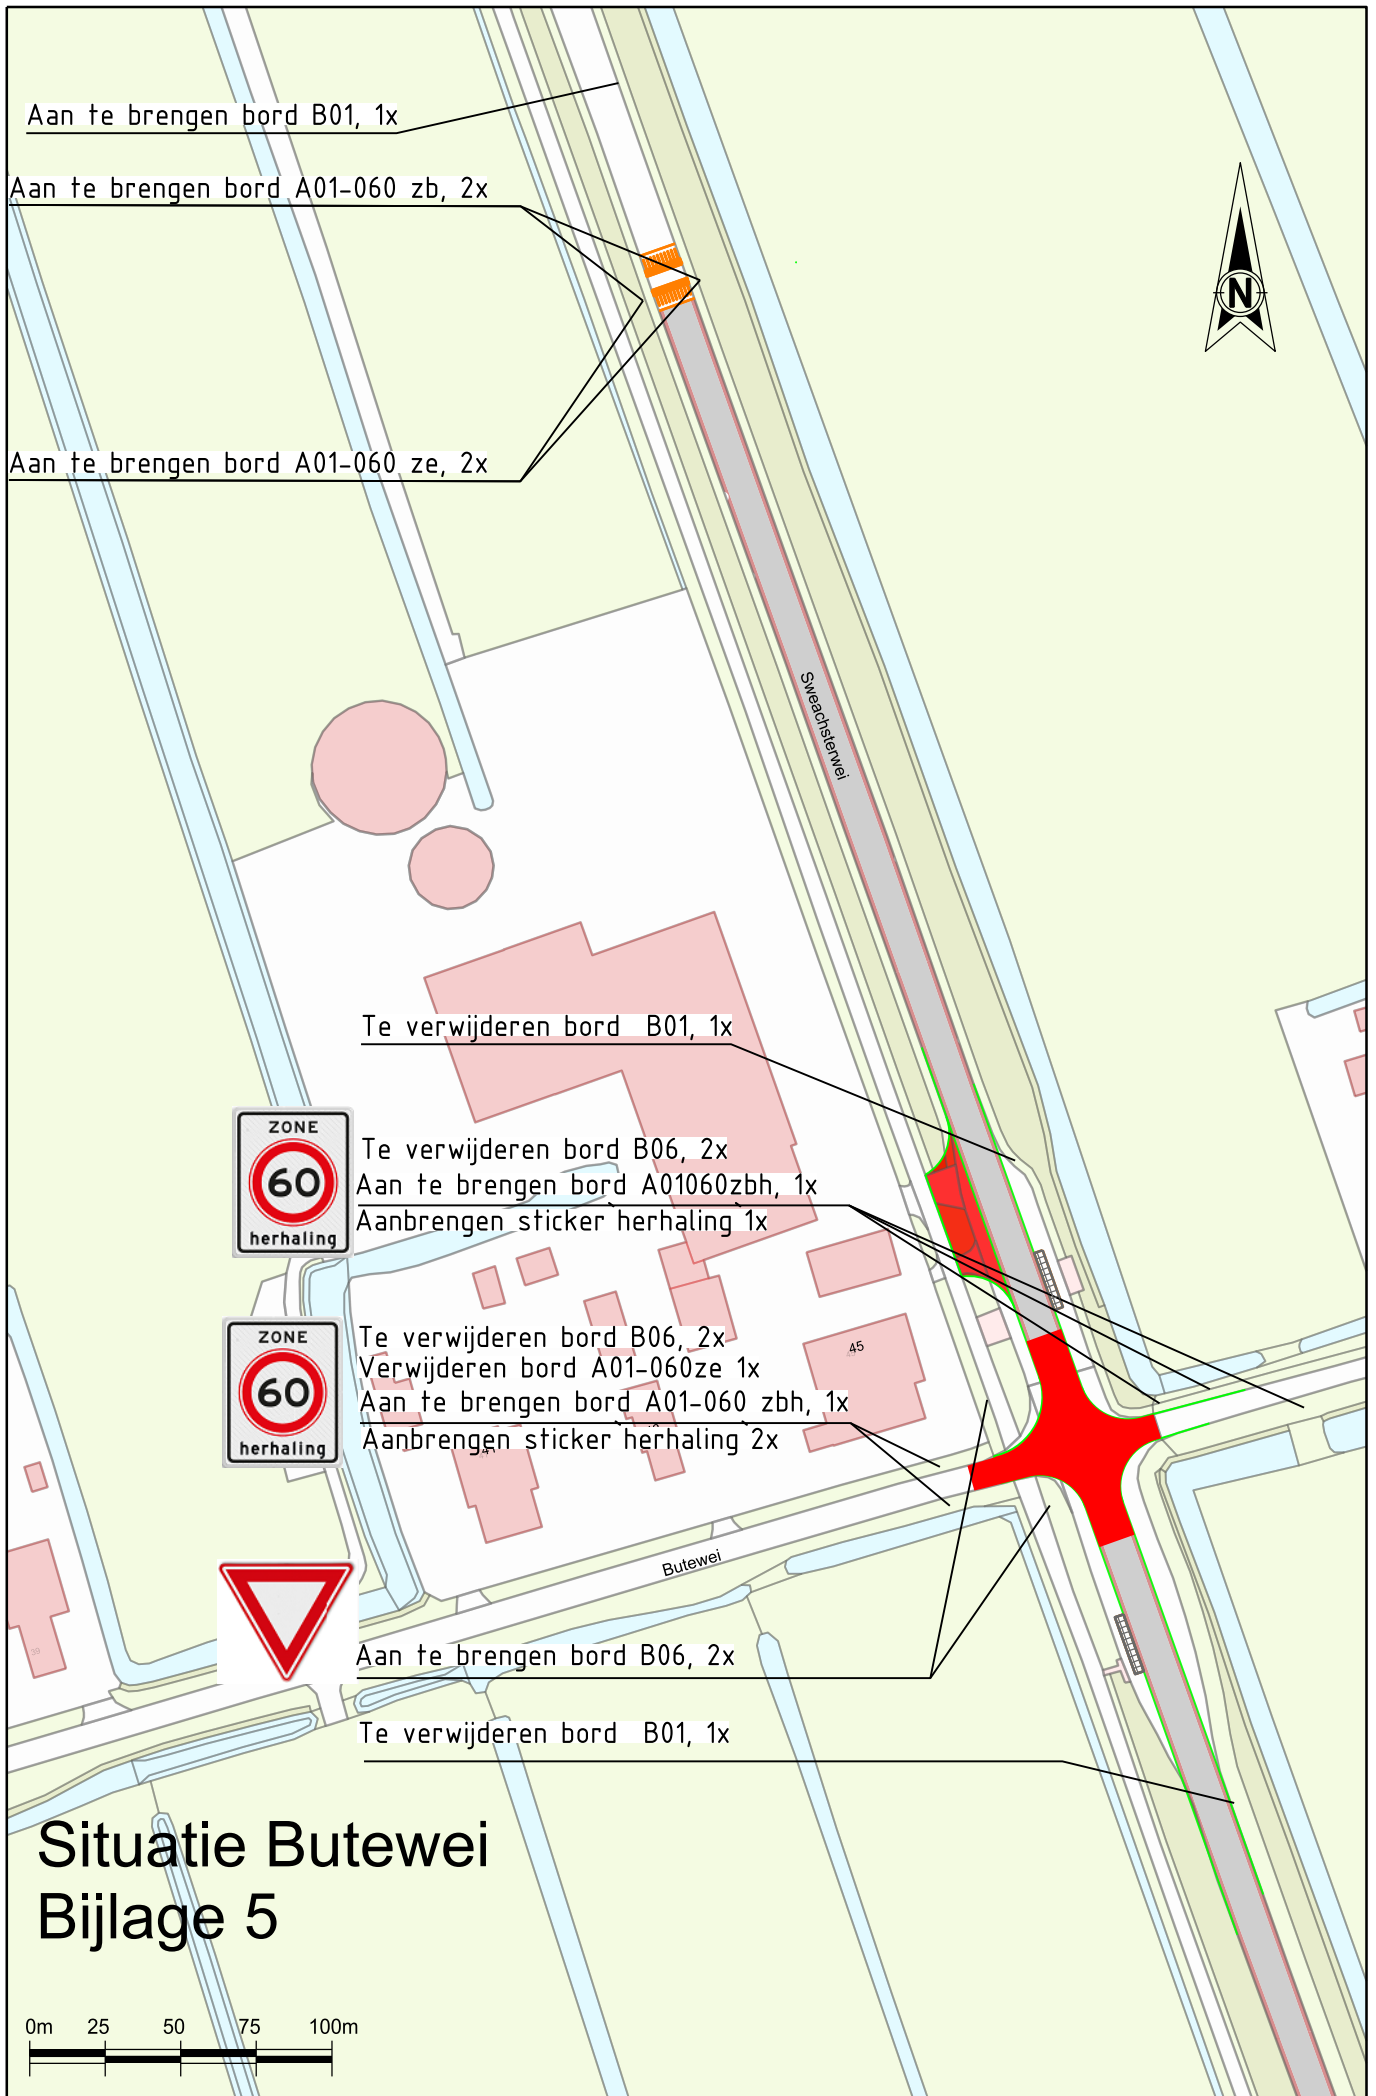 Aan te brengen bord B01, 1x
Aan te brengen bord A01-060 zb, 2x
N
Aan te brengen bord A01-060 ze, 2x
Sweachsterwei
Te verwijderen bord B01, 1x
ZONE
60
herhaling
Te verwijderen bord B06, 2x
Aan te brengen bord A01060zbh, 1x
Aanbrengen sticker herhaling 1x
ZONE
60
herhaling
Te verwijderen bord B06, 2x
Verwijderen bord A01-060ze 1x
Aan te brengen bord A01-060 zbh, 1x
Aanbrengen sticker herhaling 2x
45
Butewei
39
Aan te brengen bord B06, 2x
Te verwijderen bord B01, 1x
Situatie Butewei
Bijlage 5
0m 25 50 75 100m